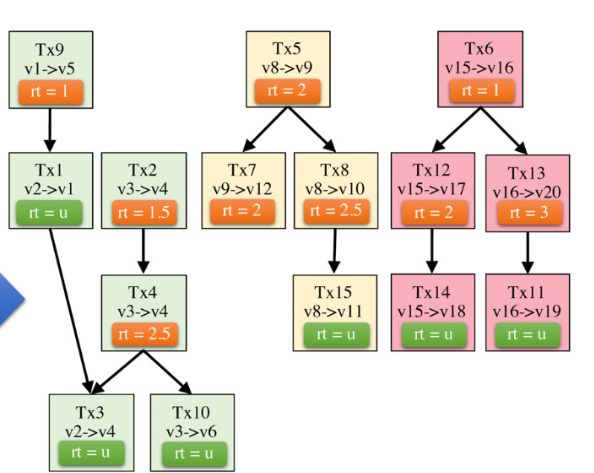 Tx9
v1->v5
rt = 1
Tx5
v8->v9
rt = 2
Tx6
v15->v16
rt = 1
Tx1
v2->v1
rt = u
Tx2
v3->v4
rt = 1.5
Tx7
v9->v12
rt = 2
Tx8
v8->v10
rt = 2.5
Tx12
v15->v17
rt = 2
Tx13
v16->v20
rt = 3
Tx4
v3->v4
rt = 2.5
Tx15
v8->v11
rt = u
Tx14
v15->v18
rt = u
Tx11
v16->v19
rt = u
Tx3
v2->v4
rt = u
Tx10
v3->v6
rt = u